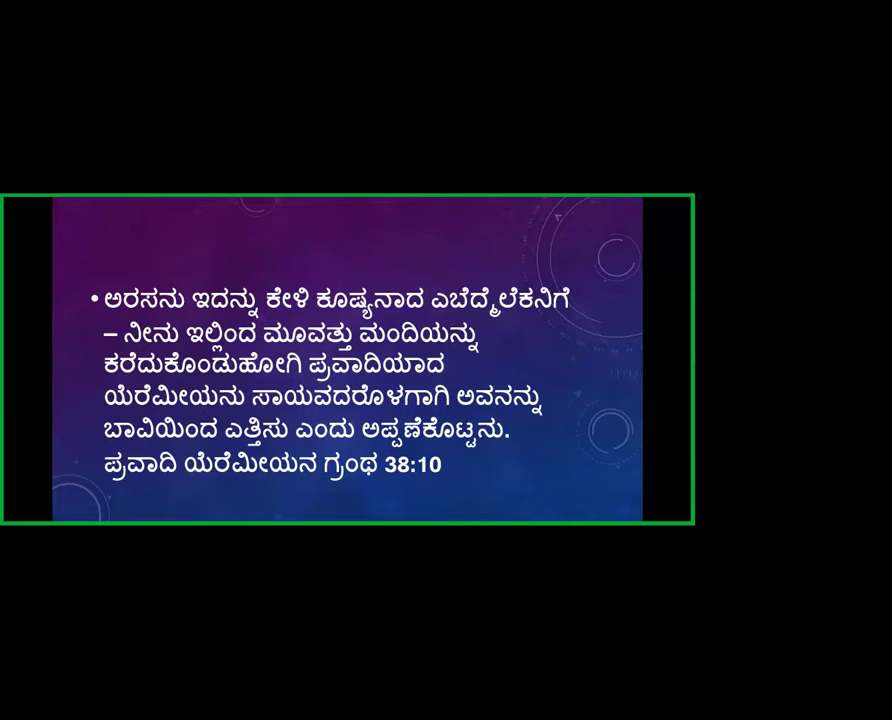 • ಅರಸನು ಇದನ್ನು ಕೇಳಿ ಕೂಷ್ಯನಾದ ಎಬೆದ್ಮೆಲೆಕನಿಗೆ
– ನೀನು ಇಲ್ಲಿಂದ ಮೂವತ್ತು ಮಂದಿಯನ್ನು
ಕರೆದುಕೊಂಡುಹೋಗಿ ಪ್ರವಾದಿಯಾದ
ಯೆರೆಮೀಯನು ಸಾಯವದರೊಳಗಾಗಿ ಅವನನ್ನು
ಬಾವಿಯಿಂದ ಎತ್ತಿಸು ಎಂದು ಅಪ್ಪಣೆಕೊಟ್ಟನು.
ಪ್ರವಾದಿ ಯೆರೆಮೀಯನ ಗ್ರಂಥ 38:10